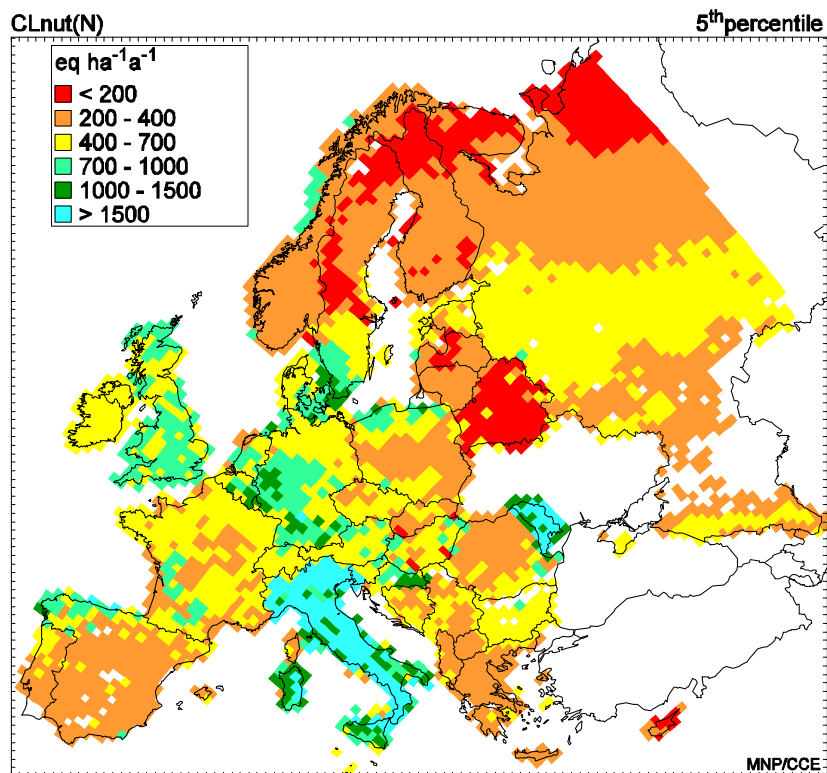 CLnut(N) 5thpercentile
eq ha-1a-1
< 200
200 - 400
400 - 700
700 - 1000
1000 - 1500
> 1500
MNP/CCE